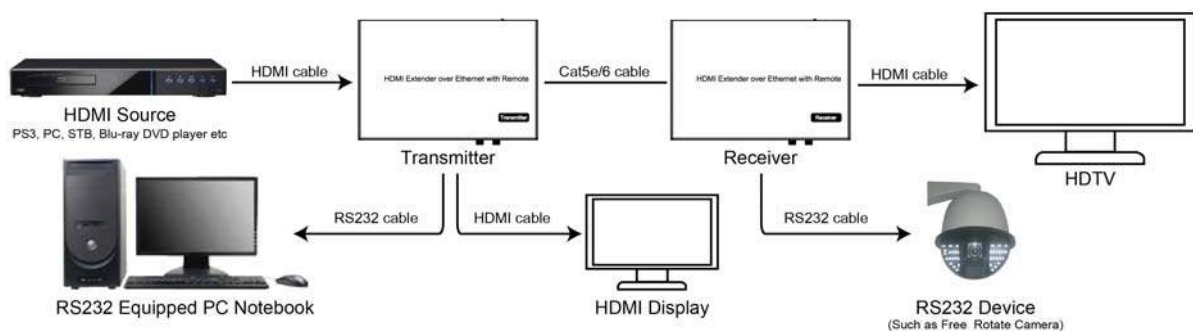 HDMI cable
HDMI Extender over Ethernet with Remote
Transmitter
Cat5e/6 cable
HDMI Extender over Ethernet with Remote
Receiver
HDMI cable
HDMI Source
PS3, PC, STB, Blu-ray DVD player etc
Transmitter
Receiver
HDTV
RS232 cable
HDMI cable
RS232 cable
RS232 Equipped PC Notebook
HDMI Display
RS232 Device
(Such as Free Rotate Camera)